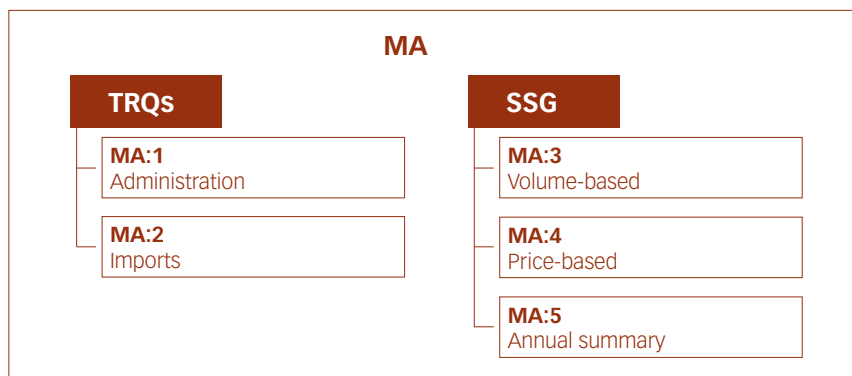 MA
TRQs
MA:1
Administration
MA:2
Imports
SSG
MA:3
Volume-based
MA:4
Price-based
MA:5
Annual summary